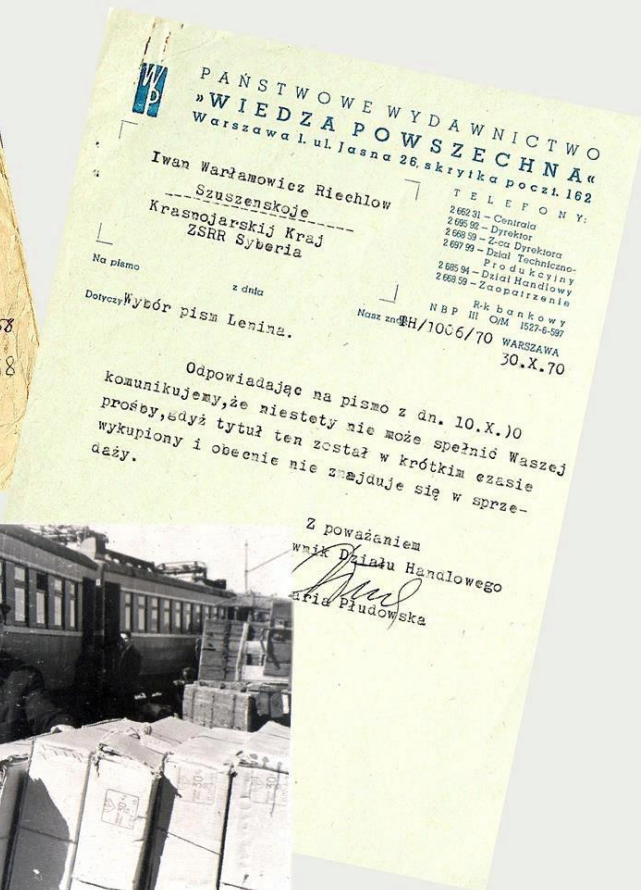 WP
PAŃSTWOWE WYDAWNICTWO
»WIEDZA POWSZECHNA«
Warszawa 1, ul. Jasna 26, skrytka poczt. 162
Iwan Warłamowicz Riechlow
Szuszenskoje
Krasnojarskij Kraj
ZSRR Syberia
TELEFONY:
2 662 31 – Centrala
2 695 92 – Dyrektor
2 668 59 – Z-ca Dyrektora
2 697 99 – Dział Techniczno-
Produkcyjny
2 685 94 – Dział Handlowy
2 668 59 – Zaopatrzenie
R-k bankowy
NBP III O/M 1527-6-597
Na pismo
z dnia
Dotyczy Wybór pism Lenina.
Nasz znak TH/1006/70
WARSZAWA
30.X.70
Odpowiadając na pismo z dn. 10.X.70
komunikujemy,że niestety nie może spełnić Waszej
prośby,gdyż tytuł ten został w krótkim czasie
wykupiony i obecnie nie znajduje się w sprze-
daży.
Z poważaniem
wnik Działu Handlowego
aria Płudowska